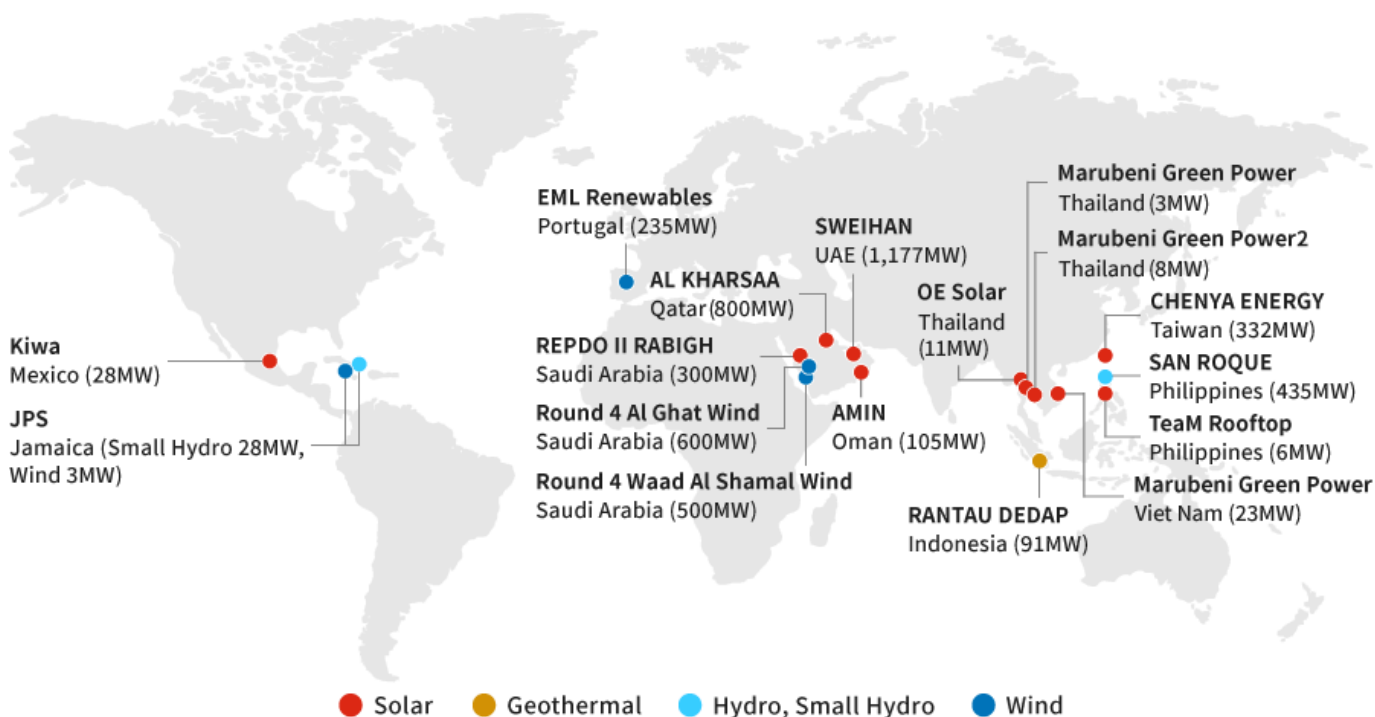 Marubeni Green Power
Thailand (3MW)
EML Renewables
Portugal (235MW)
SWEIHAN
UAE (1,177MW)
Marubeni Green Power2
Thailand (8MW)
AL KHARSAA
Qatar (800MW)
OE Solar
Thailand
(11MW)
CHENYA ENERGY
Taiwan (332MW)
Kiwa
Mexico (28MW)
REPDO II RABIGH
Saudi Arabia (300MW)
SAN ROQUE
Philippines (435MW)
JPS
Jamaica (Small Hydro 28MW,
Wind 3MW)
Round 4 Al Ghat Wind
Saudi Arabia (600MW)
AMIN
Oman (105MW)
TeaM Rooftop
Philippines (6MW)
Round 4 Waad Al Shamal Wind
Saudi Arabia (500MW)
Marubeni Green Power
Viet Nam (23MW)
RANTAU DEDAP
Indonesia (91MW)
Solar
Geothermal
Hydro, Small Hydro
Wind